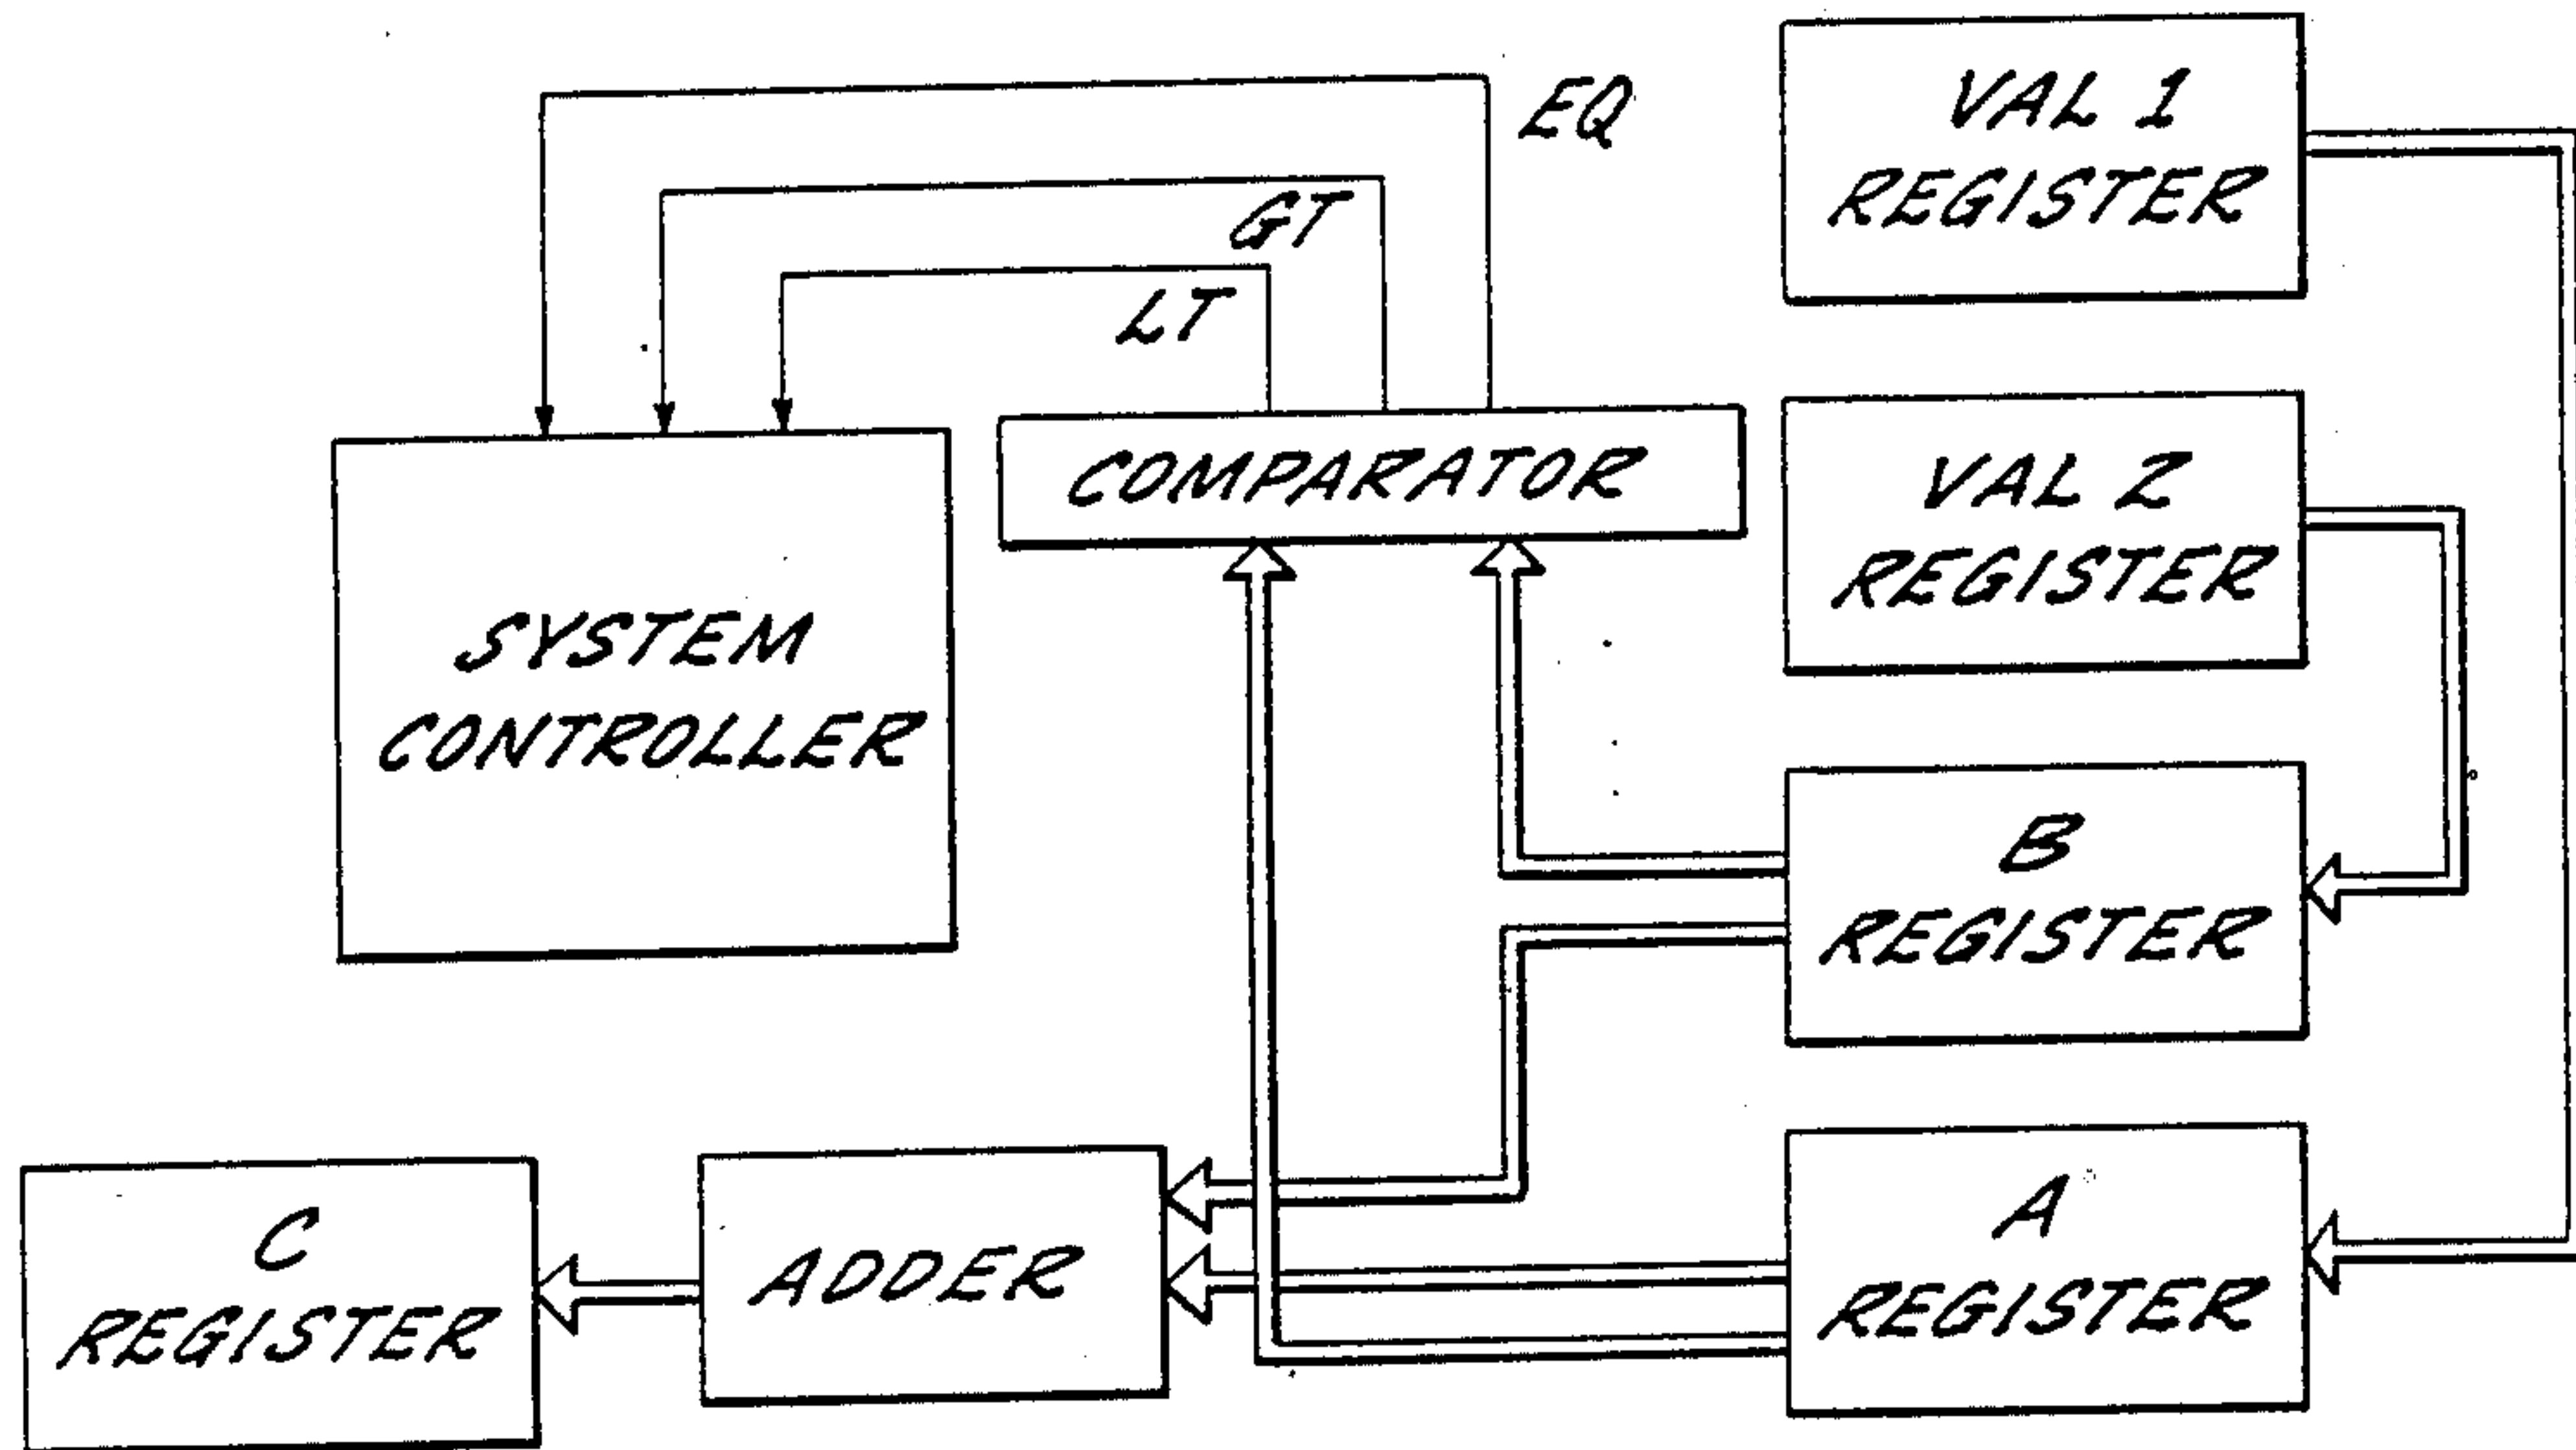 EQ
GT
LT
VAL 1
REGISTER
COMPARATOR
VAL 2
REGISTER
SYSTEM
CONTROLLER
B
REGISTER
C
REGISTER
ADDER
A
REGISTER